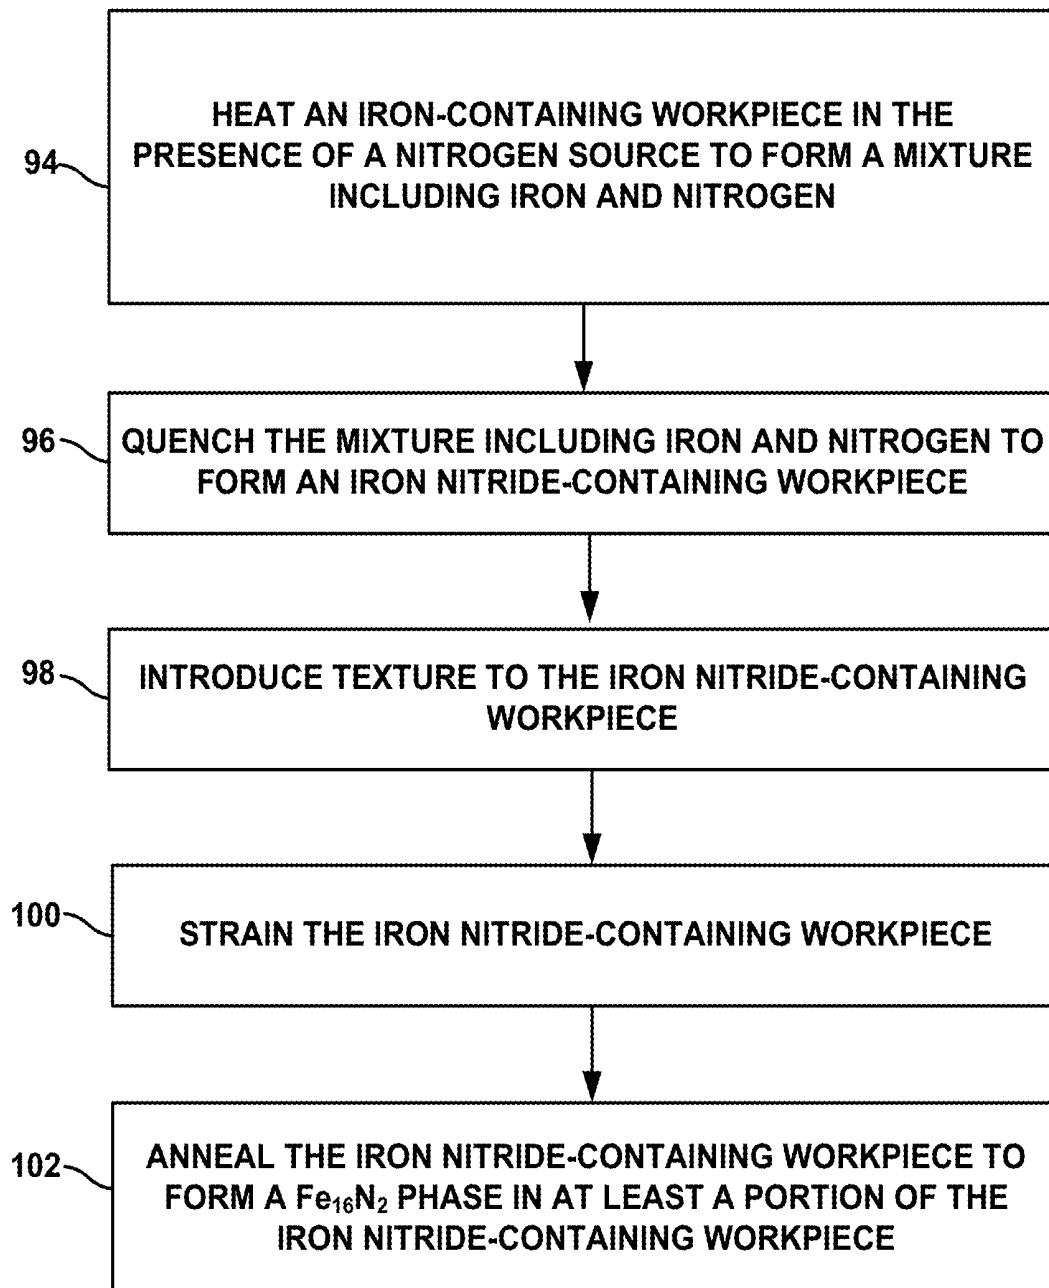 94
HEAT AN IRON-CONTAINING WORKPIECE IN THE
PRESENCE OF A NITROGEN SOURCE TO FORM A MIXTURE
INCLUDING IRON AND NITROGEN
96
QUENCH THE MIXTURE INCLUDING IRON AND NITROGEN TO
FORM AN IRON NITRIDE-CONTAINING WORKPIECE
98
INTRODUCE TEXTURE TO THE IRON NITRIDE-CONTAINING
WORKPIECE
100
STRAIN THE IRON NITRIDE-CONTAINING WORKPIECE
102
ANNEAL THE IRON NITRIDE-CONTAINING WORKPIECE TO
FORM A Fe₁₆N₂ PHASE IN AT LEAST A PORTION OF THE
IRON NITRIDE-CONTAINING WORKPIECE